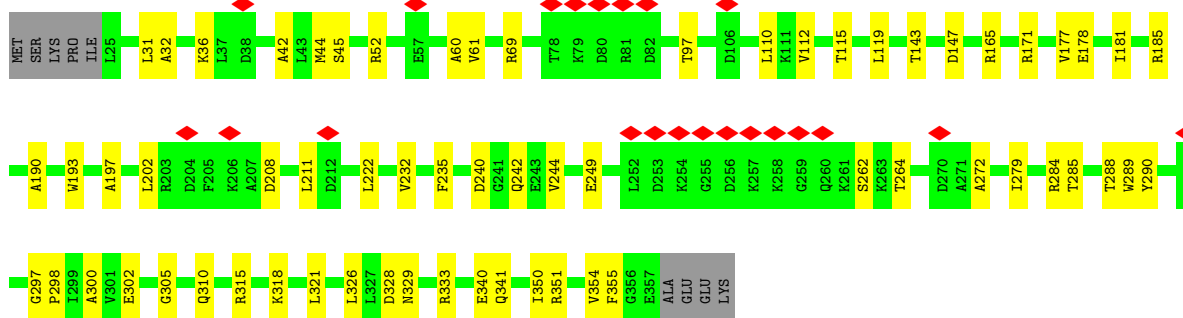 MET SER LYS PRO ILE L25 L31 A32 K36 L37 D38 A42 L43 M44 S45 R52 E57 A60 V61 R69 T78 K79 D80 R81 D82 T97 D106 L110 K111 V112 T115 L119 T143 D147 R165 R171 V177 E178 I181 R185
A190 W193 A197 L202 R203 D204 F205 K206 A207 D208 L211 D212 L222 V232 F235 D240 G241 Q242 E243 V244 E249 L252 D253 K254 G255 D256 K257 K258 G259 Q260 K261 S262 K263 T264 D270 A271 A272 I279 R284 T285 T288 W289 Y290
G297 P298 I299 A300 V301 E302 G305 Q310 R315 K318 L321 L326 L327 D328 N329 R333 E340 Q341 I350 R351 V354 F355 G356 E357 ALA GLU GLU LYS